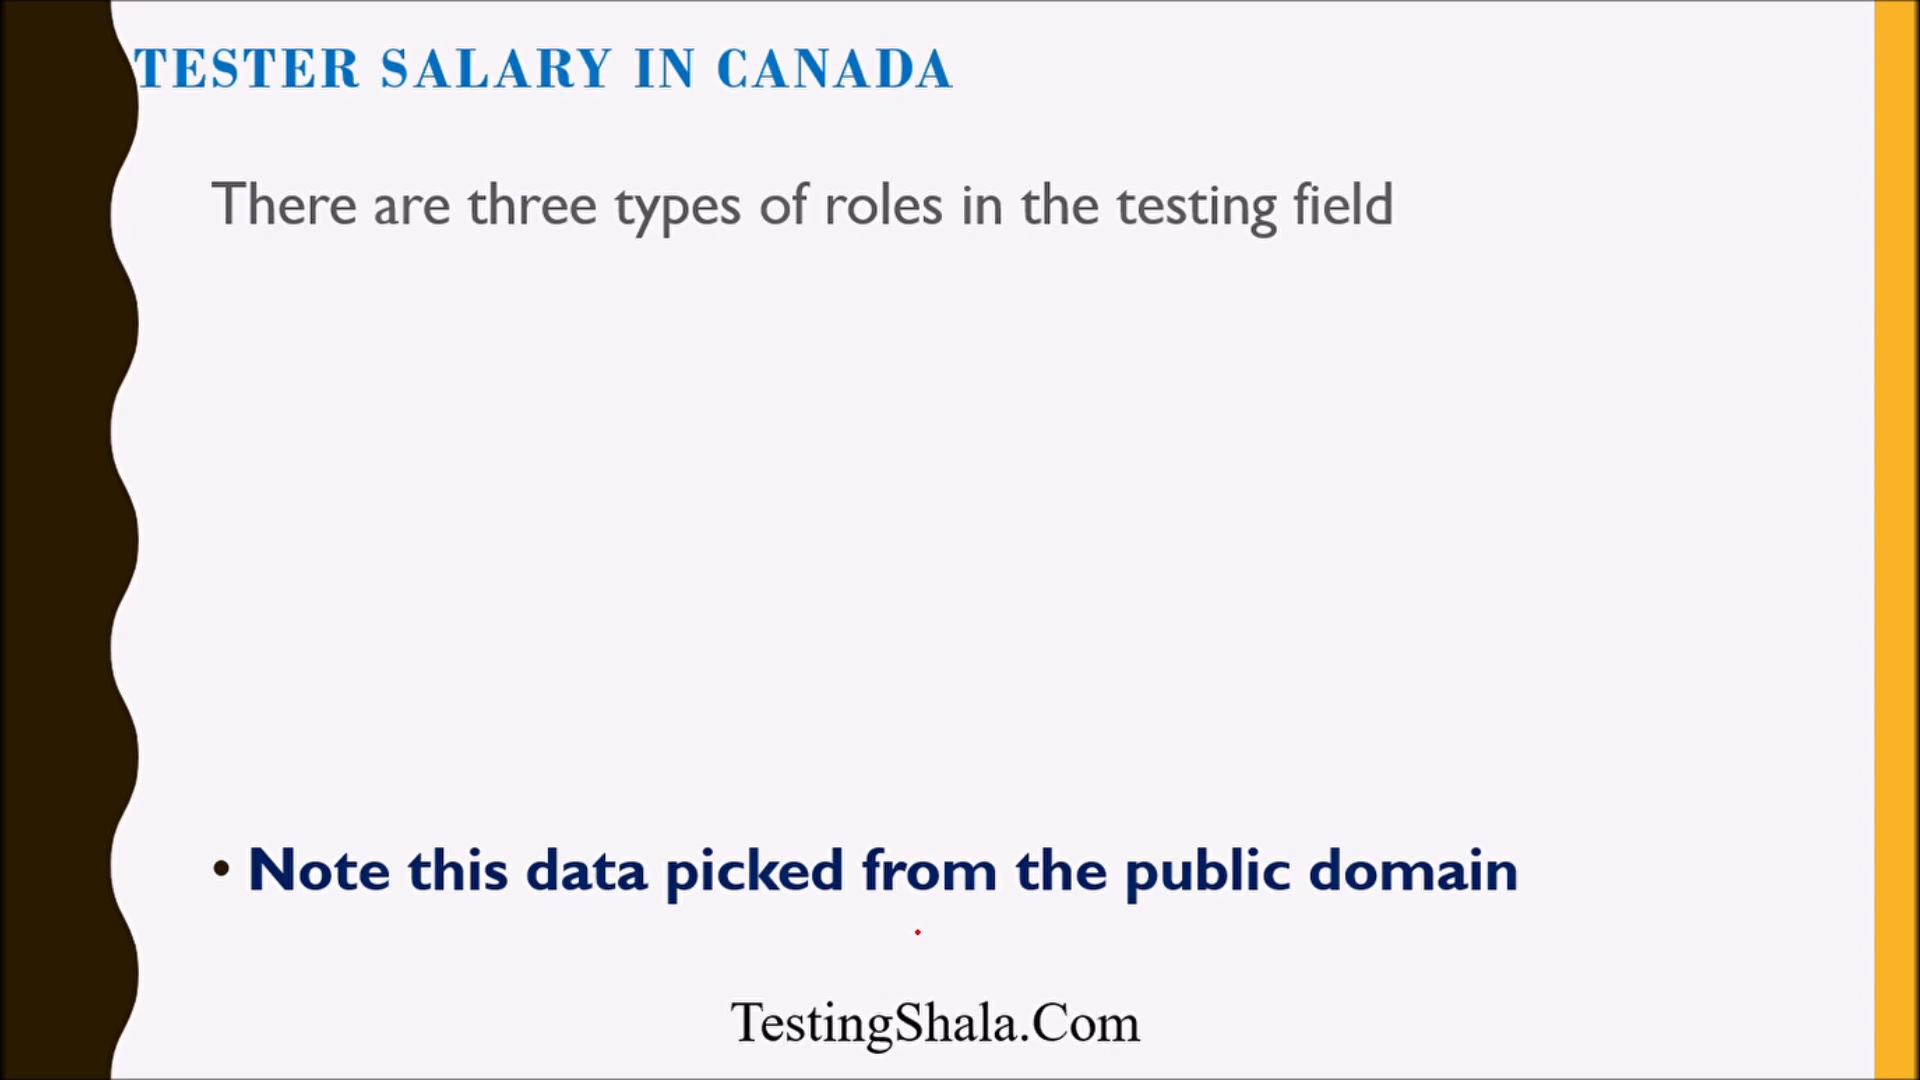 TESTER SALARY IN CANADA
There are three types of roles in the testing field
• Note this data picked from the public domain
TestingShala.Com